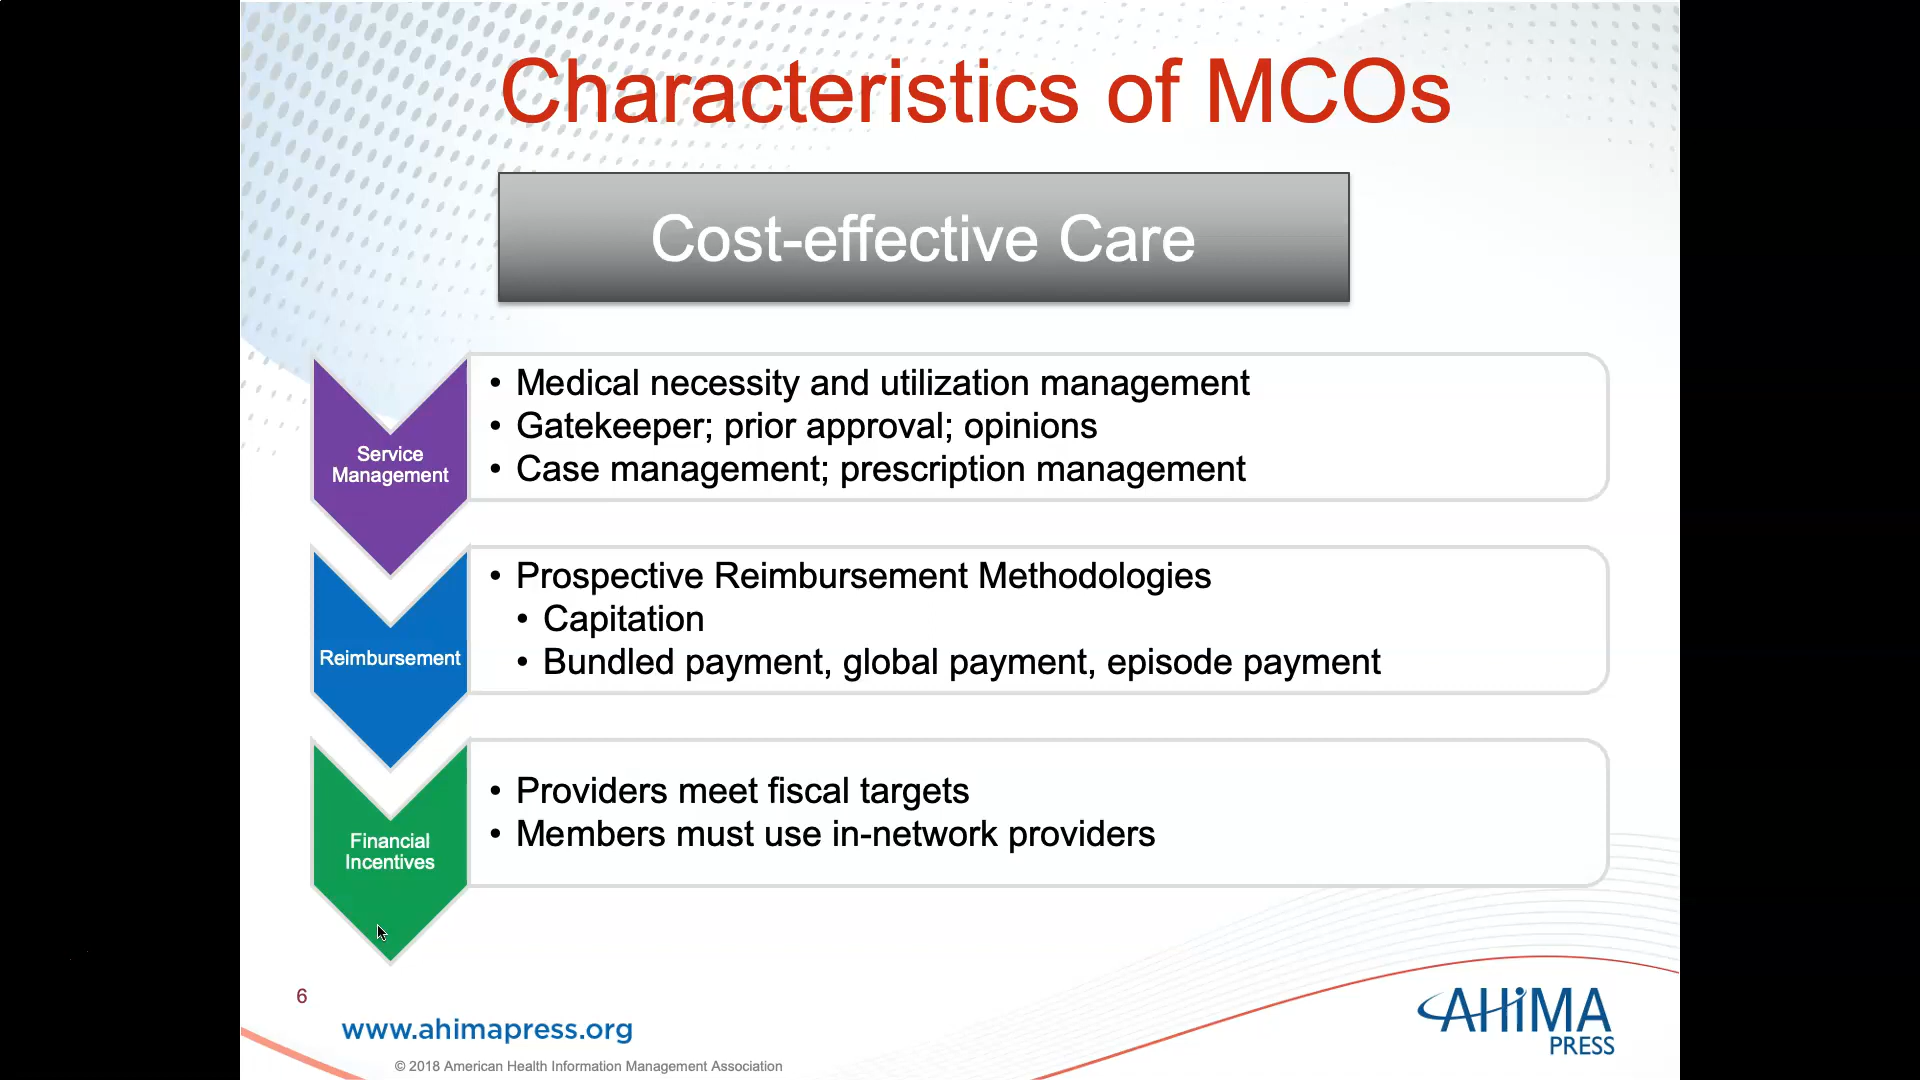 Characteristics of MCOs
Cost-effective Care
Service
Management
• Medical necessity and utilization management
• Gatekeeper; prior approval; opinions
• Case management; prescription management
Reimbursement
• Prospective Reimbursement Methodologies
• Capitation
• Bundled payment, global payment, episode payment
Financial
Incentives
• Providers meet fiscal targets
• Members must use in-network providers
6
www.ahimapress.org
© 2018 American Health Information Management Association
AHiMA
PRESS